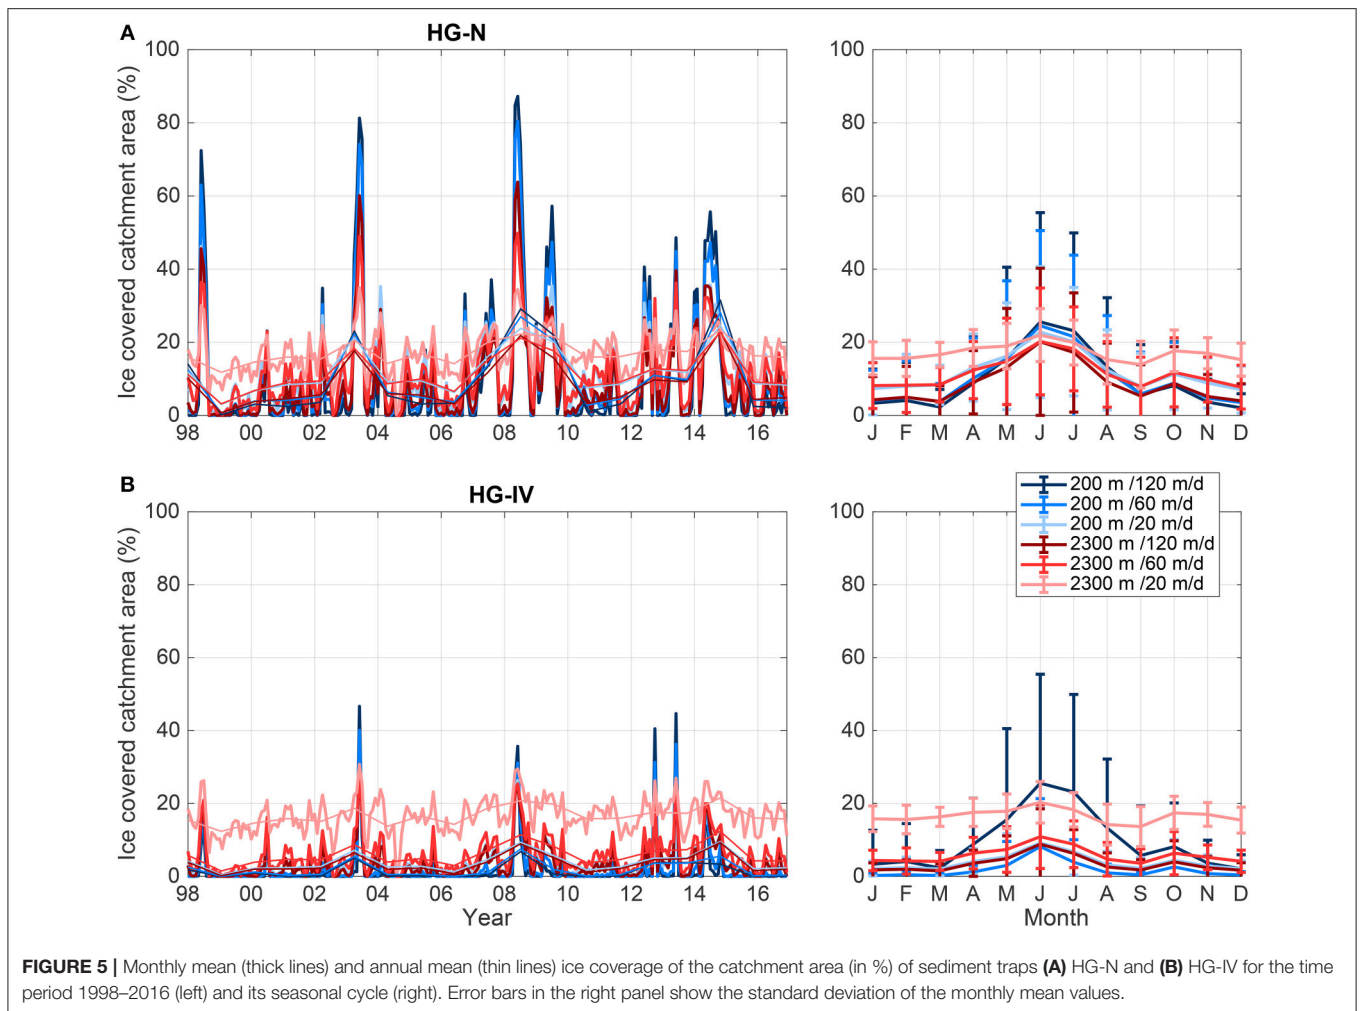 A
HG-N
Ice covered catchment area (%)
100
80
60
40
20
0
98 00 02 04 06 08 10 12 14 16
100
80
60
40
20
0
J F M A M J J A S O N D
B
HG-IV
Ice covered catchment area (%)
100
80
60
40
20
0
98 00 02 04 06 08 10 12 14 16
Year
200 m /120 m/d
200 m /60 m/d
200 m /20 m/d
2300 m /120 m/d
2300 m /60 m/d
2300 m /20 m/d
100
80
60
40
20
0
J F M A M J J A S O N D
Month
FIGURE 5 | Monthly mean (thick lines) and annual mean (thin lines) ice coverage of the catchment area (in %) of sediment traps (A) HG-N and (B) HG-IV for the time
period 1998–2016 (left) and its seasonal cycle (right). Error bars in the right panel show the standard deviation of the monthly mean values.